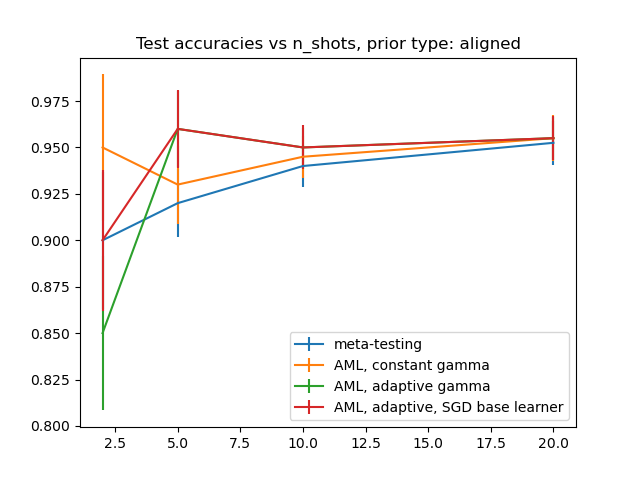 Test accuracies vs n_shots, prior type: aligned
0.975
0.950
0.925
0.900
0.875
0.850
0.825
0.800
meta-testing
AML, constant gamma
AML, adaptive gamma
AML, adaptive, SGD base learner
2.5 5.0 7.5 10.0 12.5 15.0 17.5 20.0